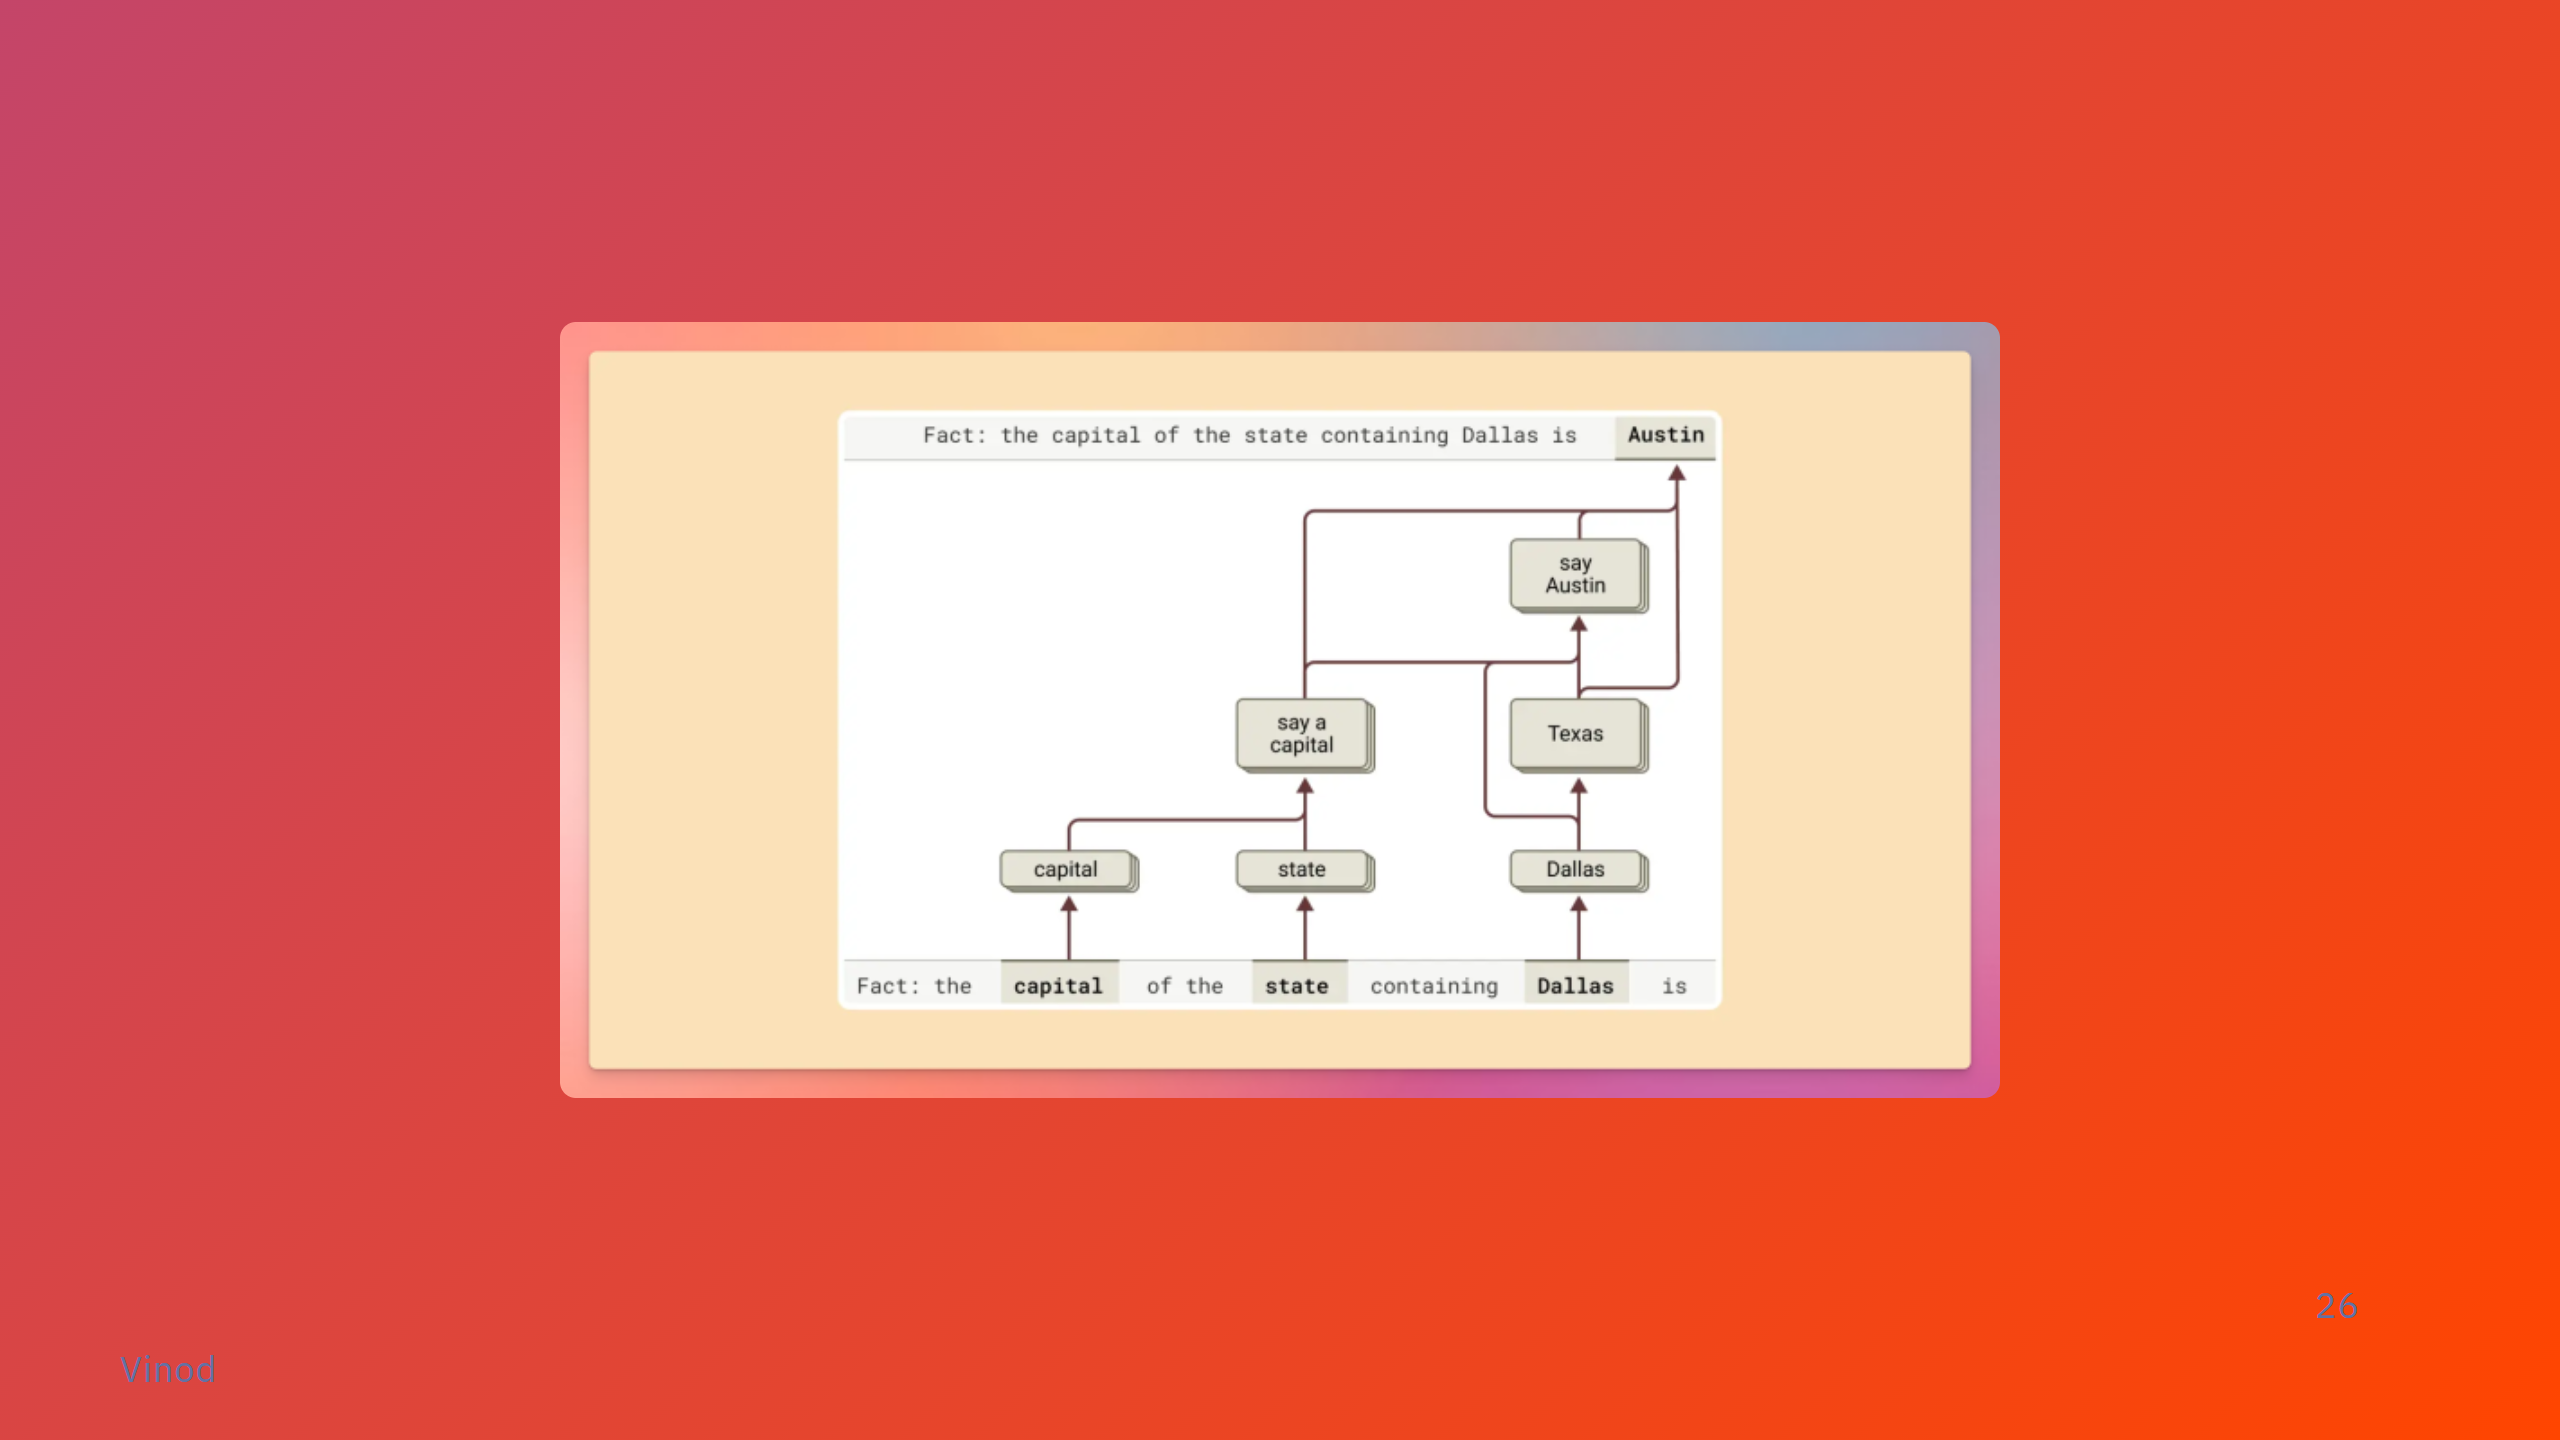 Fact: the capital of the state containing Dallas is Austin
say
Austin
say a
capital
Texas
capital
state
Dallas
Fact: the capital of the state containing Dallas is
26
Vinod